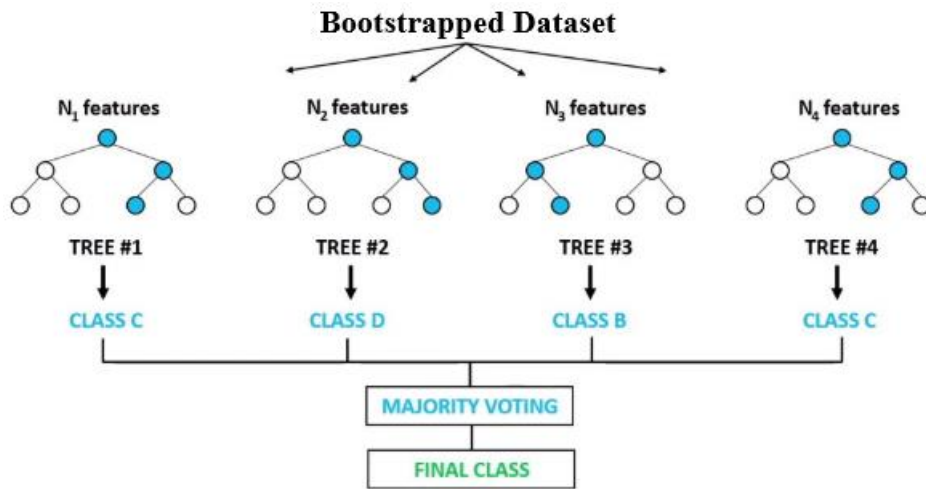 Bootstrapped Dataset
N₁ features N₂ features N₃ features N₄ features
TREE #1 TREE #2 TREE #3 TREE #4
CLASS C CLASS D CLASS B CLASS C
MAJORITY VOTING
FINAL CLASS